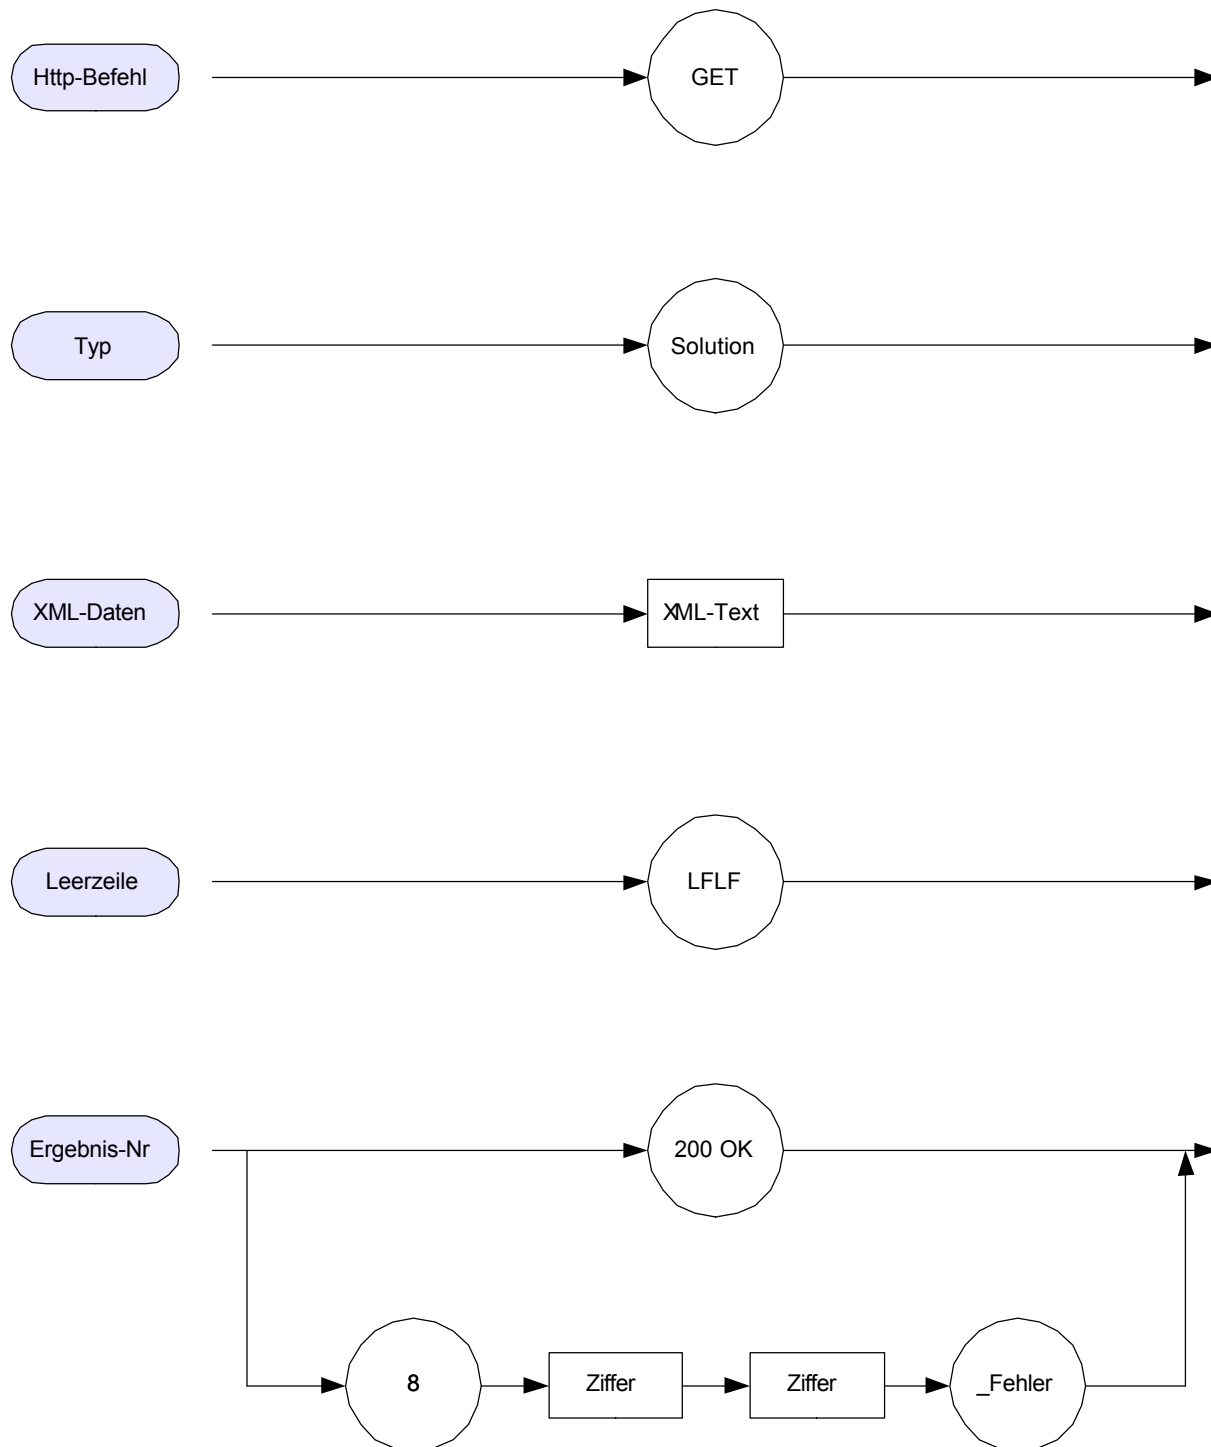 Http-Befehl
GET
Typ
Solution
XML-Daten
XML-Text
Leerzeile
LFLF
Ergebnis-Nr
200 OK
8
Ziffer
Ziffer
_Fehler